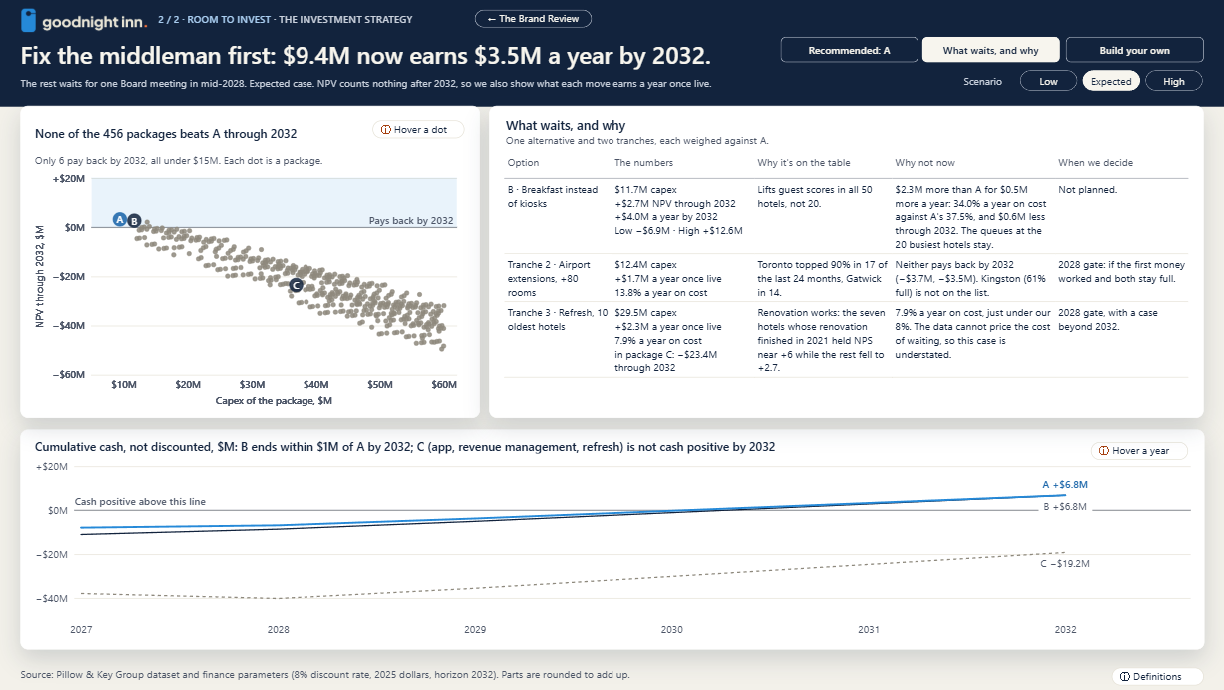 goodnight inn.
2 / 2 · ROOM TO INVEST · THE INVESTMENT STRATEGY
← The Brand Review
Fix the middleman first: $9.4M now earns $3.5M a year by 2032.
The rest waits for one Board meeting in mid-2028. Expected case. NPV counts nothing after 2032, so we also show what each move earns a year once live.
Recommended: A
What waits, and why
Build your own
Scenario
Low
Expected
High
None of the 456 packages beats A through 2032
Hover a dot
Only 6 pay back by 2032, all under $15M. Each dot is a package.
NPV through 2032, $M
+$20M
$0M
−$20M
−$40M
−$60M
Pays back by 2032
A
B
C
$10M
$20M
$30M
$40M
$50M
$60M
Capex of the package, $M
What waits, and why
One alternative and two tranches, each weighed against A.
Option
The numbers
Why it's on the table
Why not now
When we decide
B · Breakfast instead
of kiosks
$11.7M capex
+$2.7M NPV through 2032
+$4.0M a year by 2032
Low −$6.9M · High +$12.6M
Lifts guest scores in all 50
hotels, not 20.
$2.3M more than A for $0.5M
more a year: 34.0% a year on cost
against A's 37.5%, and $0.6M less
through 2032. The queues at the
20 busiest hotels stay.
Not planned.
Tranche 2 · Airport
extensions, +80
rooms
$12.4M capex
+$1.7M a year once live
13.8% a year on cost
Toronto topped 90% in 17 of
the last 24 months, Gatwick
in 14.
Neither pays back by 2032
(−$3.7M, −$3.5M). Kingston (61%
full) is not on the list.
2028 gate: if the first money
worked and both stay full.
Tranche 3 · Refresh, 10
oldest hotels
$29.5M capex
+$2.3M a year once live
7.9% a year on cost
in package C: −$23.4M
through 2032
Renovation works: the seven
hotels whose renovation
finished in 2021 held NPS
near +6 while the rest fell to
+2.7.
7.9% a year on cost, just under our
8%. The data cannot price the cost
of waiting, so this case is
understated.
2028 gate, with a case
beyond 2032.
Cumulative cash, not discounted, $M: B ends within $1M of A by 2032; C (app, revenue management, refresh) is not cash positive by 2032
Hover a year
+$20M
$0M
−$20M
−$40M
Cash positive above this line
A +$6.8M
B +$6.8M
C −$19.2M
2027
2028
2029
2030
2031
2032
Source: Pillow & Key Group dataset and finance parameters (8% discount rate, 2025 dollars, horizon 2032). Parts are rounded to add up.
Definitions